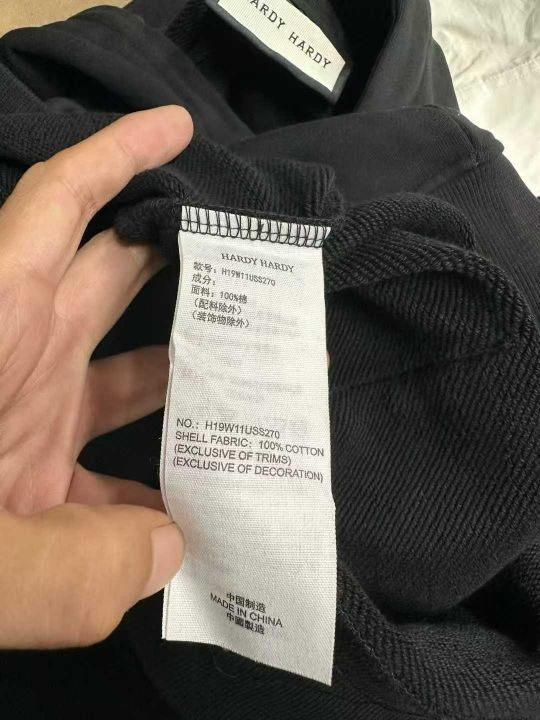 HARDY HARDY
HARDY HARDY
款号：H19W11USS270
成分：
面料：100%棉
（配料除外）
（装饰物除外）
NO.：H19W11USS270
SHELL FABRIC：100% COTTON
(EXCLUSIVE OF TRIMS)
(EXCLUSIVE OF DECORATION)
中国制造
MADE IN CHINA
中國製造